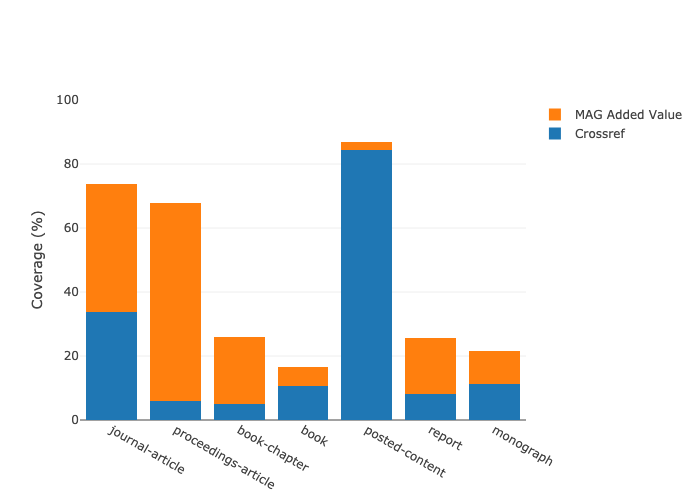 100
80
60
40
20
0
Coverage (%)
journal-article
proceedings-article
book-chapter
book
posted-content
report
monograph
MAG Added Value
Crossref